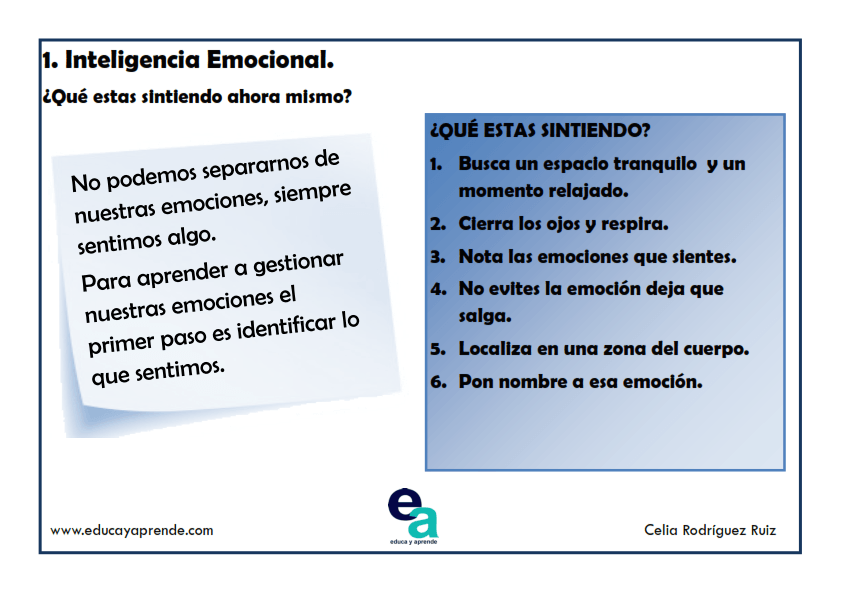 1. Inteligencia Emocional.
¿Qué estas sintiendo ahora mismo?
No podemos separarnos de
nuestras emociones, siempre
sentimos algo.
Para aprender a gestionar
nuestras emociones el
primer paso es identificar lo
que sentimos.
¿QUÉ ESTAS SINTIENDO?
1. Busca un espacio tranquilo y un
momento relajado.
2. Cierra los ojos y respira.
3. Nota las emociones que sientes.
4. No evites la emoción deja que
salga.
5. Localiza en una zona del cuerpo.
6. Pon nombre a esa emoción.
www.educayaprende.com
ea
educa y aprende
Celia Rodríguez Ruiz